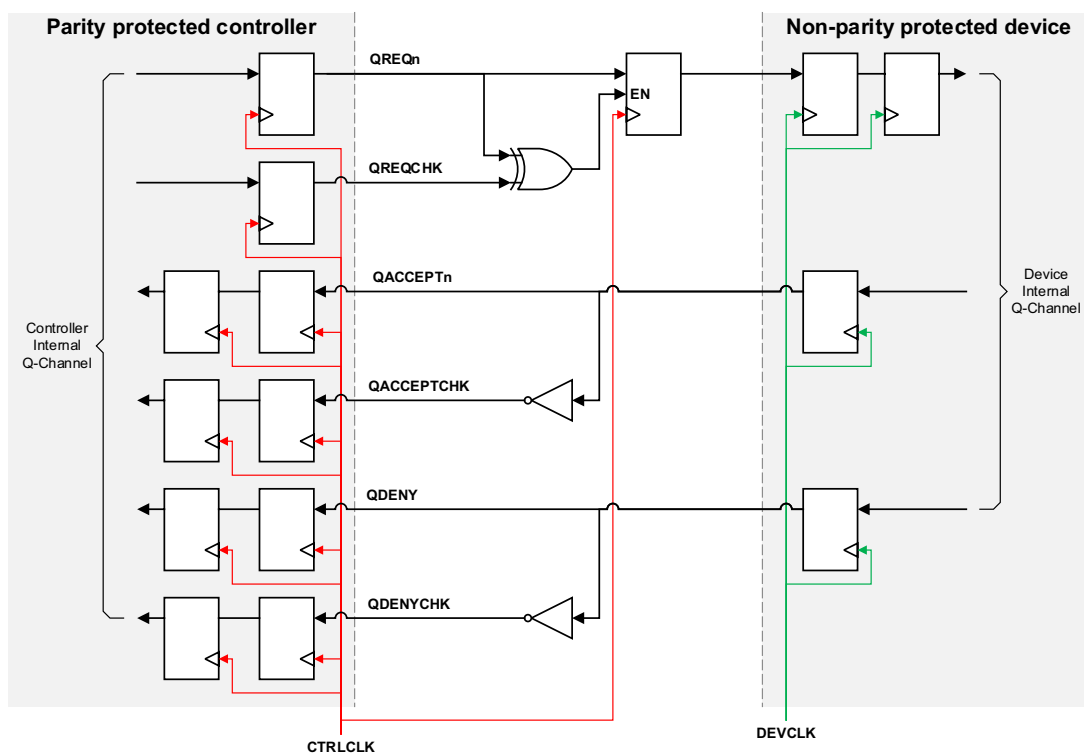 Parity protected controller
Non-parity protected device
QREQn
EN
QREQCHK
QACCEPTn
Device
Internal
Q-Channel
Controller
Internal
Q-Channel
QACCEPTCHK
QDENY
QDENYCHK
CTRLCLK
DEVCLK